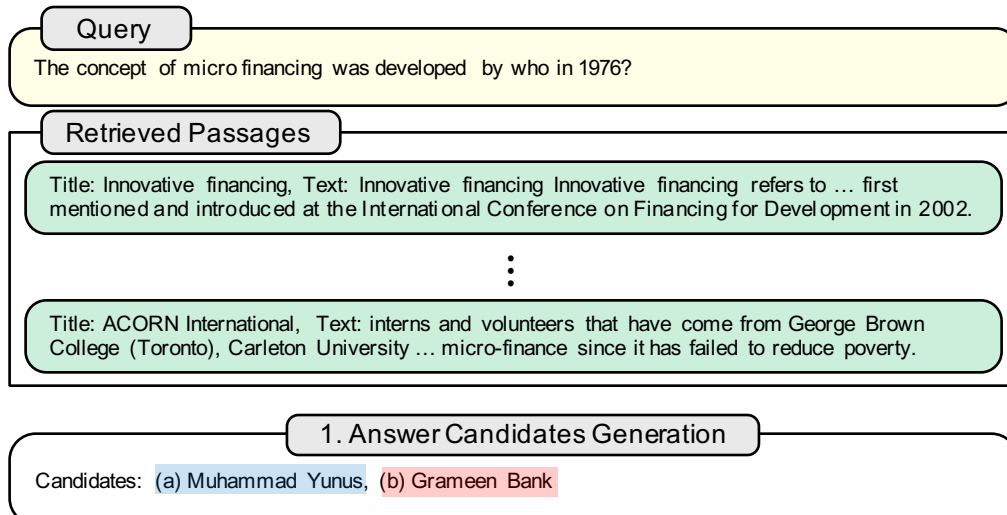 Query
The concept of micro financing was developed by who in 1976?
Retrieved Passages
Title: Innovative financing, Text: Innovative financing Innovative financing refers to … first
mentioned and introduced at the International Conference on Financing for Development in 2002.
⋮
Title: ACORN International, Text: interns and volunteers that have come from George Brown
College (Toronto), Carleton University … micro-finance since it has failed to reduce poverty.
1. Answer Candidates Generation
Candidates: (a) Muhammad Yunus, (b) Grameen Bank